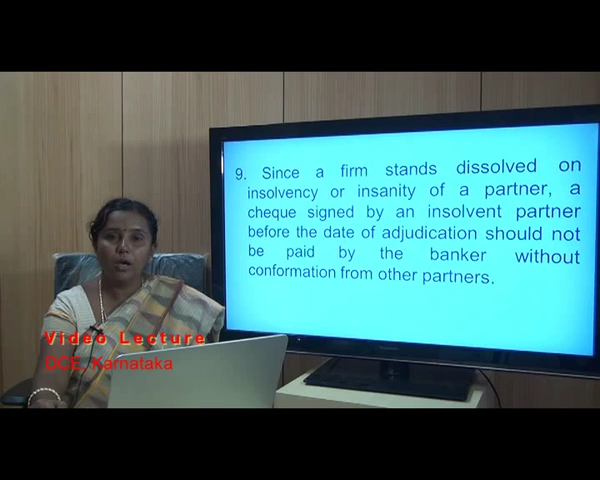 9. Since a firm stands dissolved on
insolvency or insanity of a partner, a
cheque signed by an insolvent partner
before the date of adjudication should not
be paid by the banker without
conformation from other partners.
Video Lecture
DCE, Karnataka